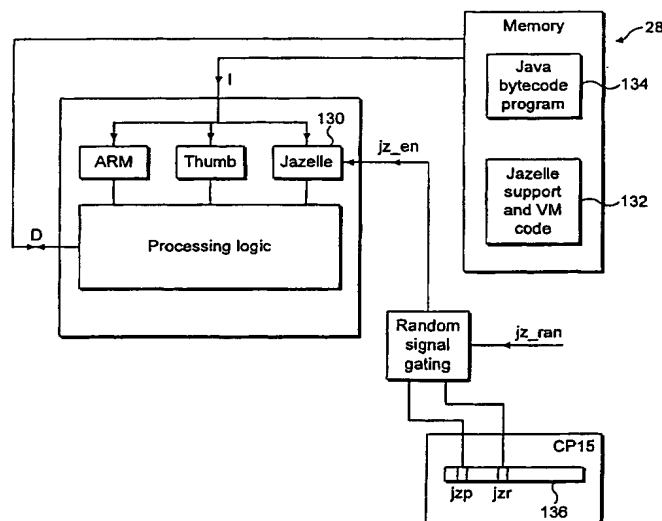 Memory
28
Java
bytecode
program
134
I
130
ARM
Thumb
Jazelle
jz_en
Jazelle
support
and VM
code
132
D
Processing logic
Random
signal
gating
jz_ran
CP15
jzp
jzr
136